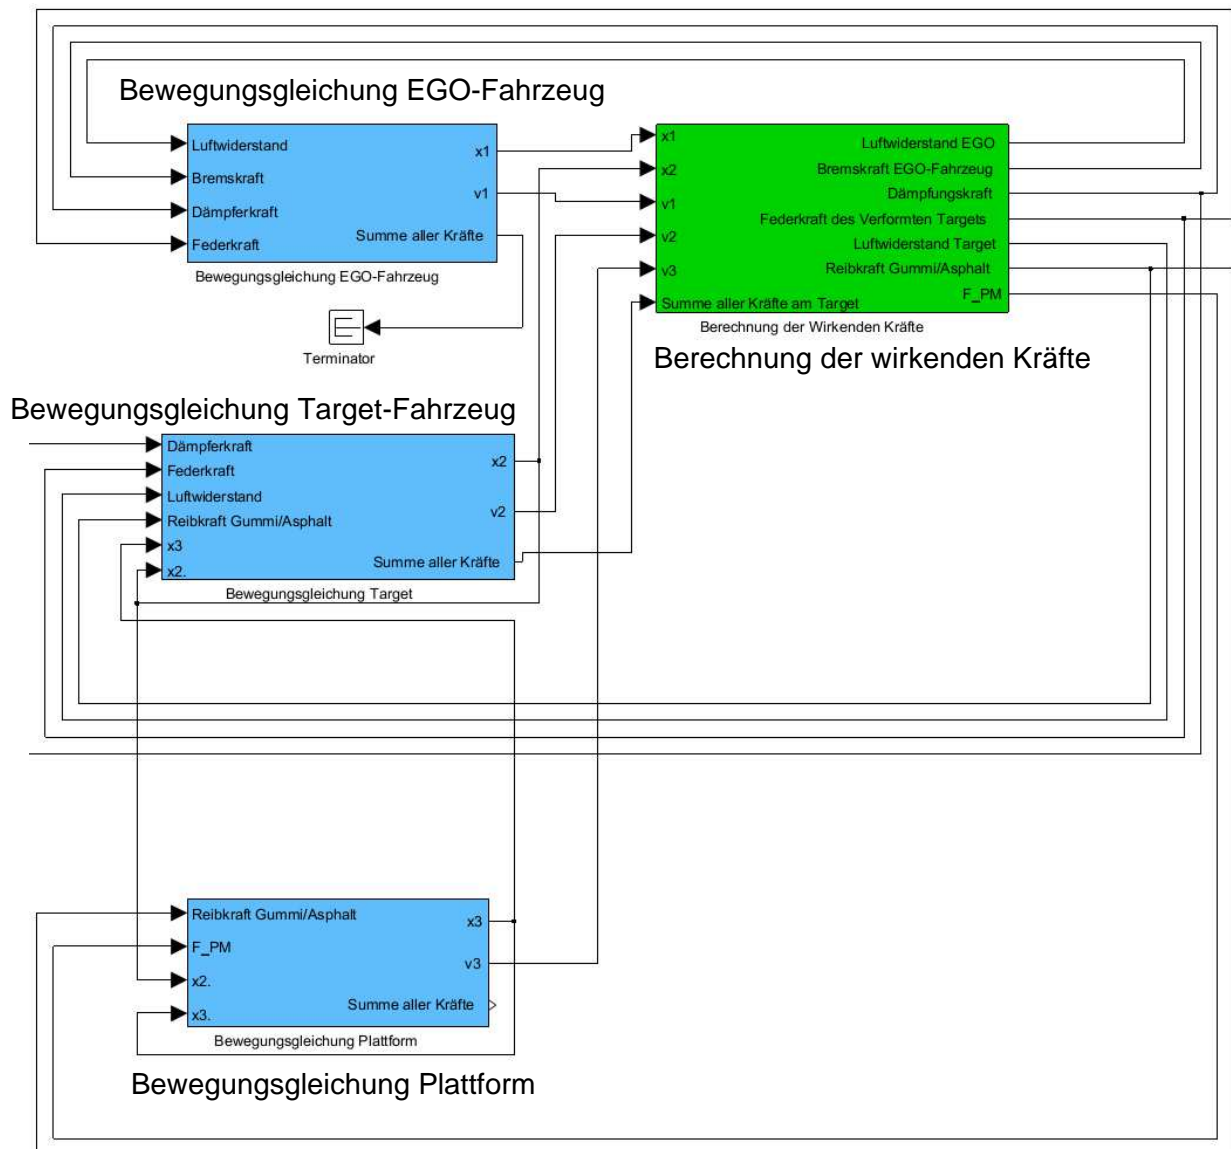 Bewegungsgleichung EGO-Fahrzeug
Luftwiderstand
Bremskraft
Dämpferkraft
Federkraft
x1
v1
Summe aller Kräfte
Bewegungsgleichung EGO-Fahrzeug
Terminator
x1
x2
v1
v2
v3
Summe aller Kräfte am Target
Luftwiderstand EGO
Bremskraft EGO-Fahrzeug
Dämpfungskraft
Federkraft des Verformten Targets
Luftwiderstand Target
Reibkraft Gummi/Asphalt
F_PM
Berechnung der Wirkenden Kräfte
Berechnung der wirkenden Kräfte
Bewegungsgleichung Target-Fahrzeug
Dämpferkraft
Federkraft
Luftwiderstand
Reibkraft Gummi/Asphalt
x3
x2.
x2
v2
Summe aller Kräfte
Bewegungsgleichung Target
Reibkraft Gummi/Asphalt
F_PM
x2.
x3.
x3
v3
Summe aller Kräfte
Bewegungsgleichung Plattform
Bewegungsgleichung Plattform